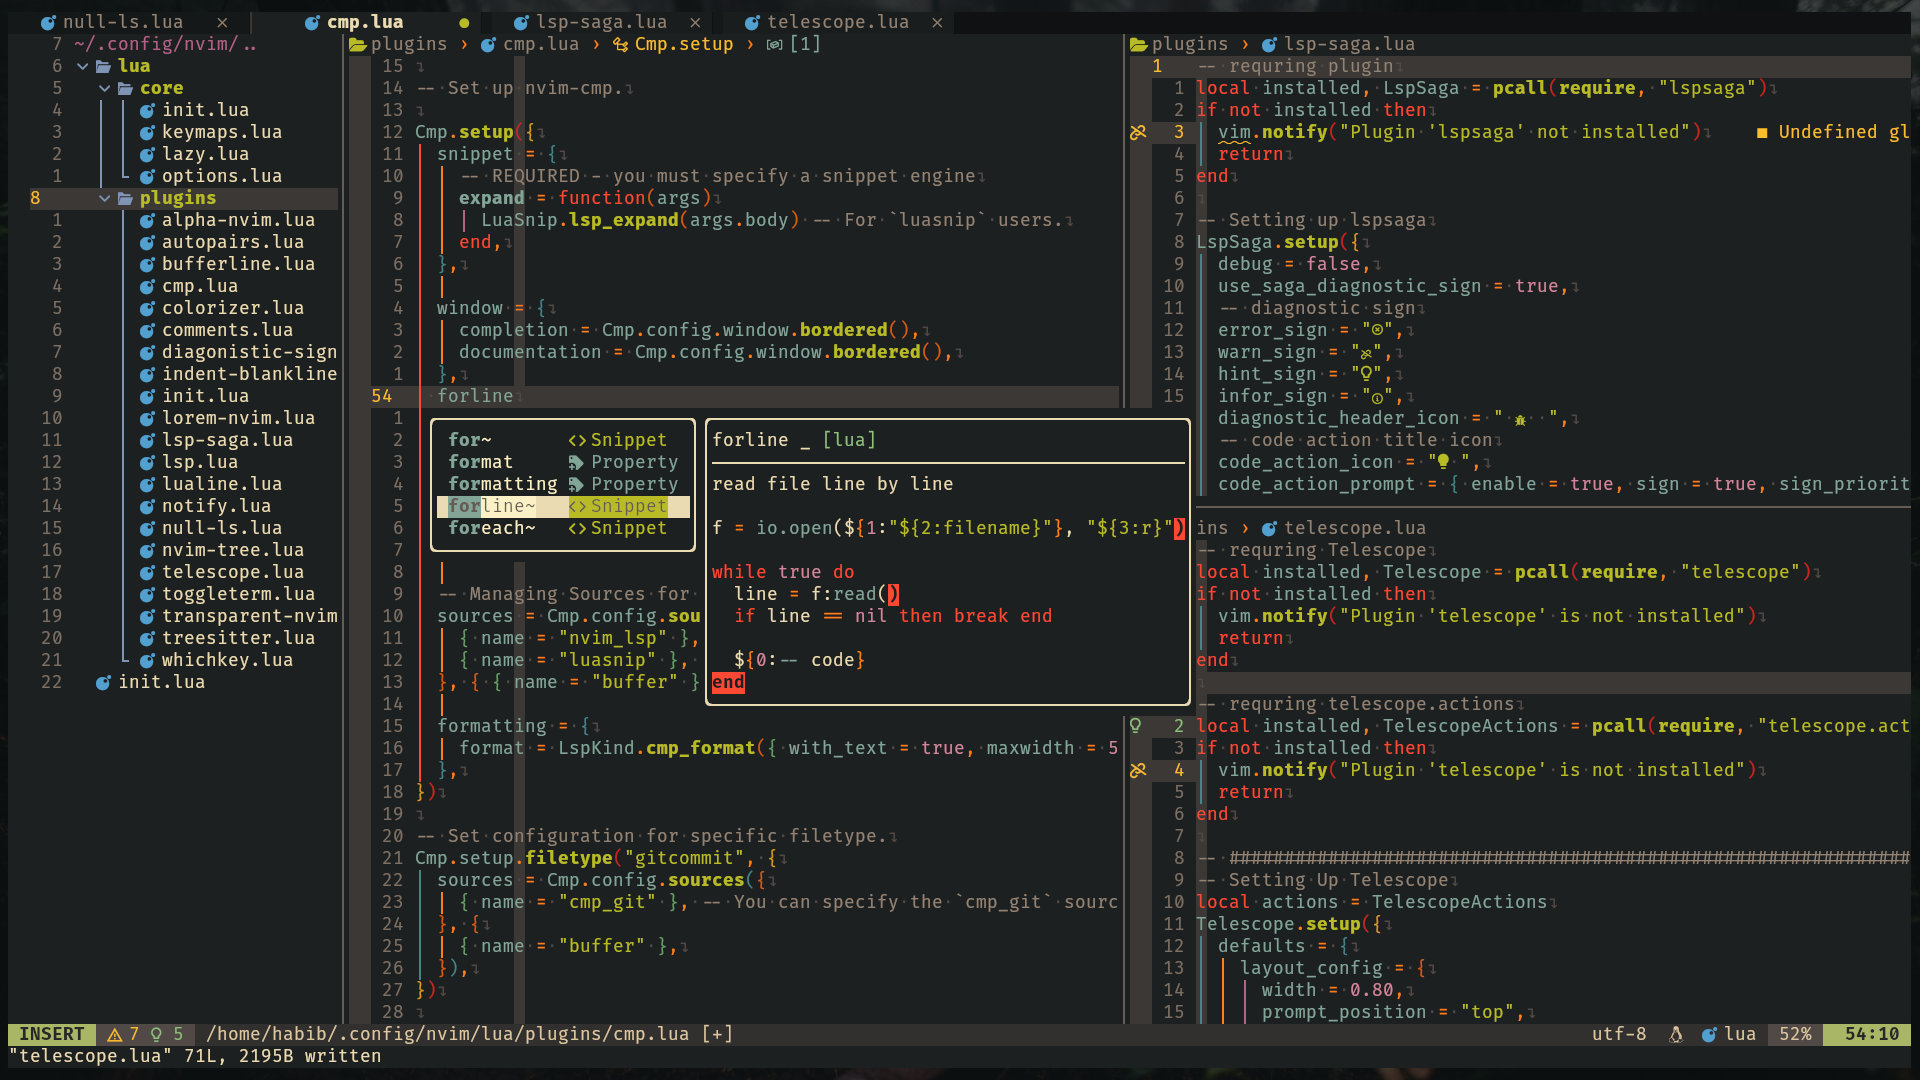 null-ls.lua × cmp.lua ● lsp-saga.lua × telescope.lua ×
7 ~/.config/nvim/..
6 lua
5 core
4 init.lua
3 keymaps.lua
2 lazy.lua
1 options.lua
8 plugins
1 alpha-nvim.lua
2 autopairs.lua
3 bufferline.lua
4 cmp.lua
5 colorizer.lua
6 comments.lua
7 diagonistic-sign
8 indent-blankline
9 init.lua
10 lorem-nvim.lua
11 lsp-saga.lua
12 lsp.lua
13 lualine.lua
14 notify.lua
15 null-ls.lua
16 nvim-tree.lua
17 telescope.lua
18 toggleterm.lua
19 transparent-nvim
20 treesitter.lua
21 whichkey.lua
22 init.lua
plugins › cmp.lua › Cmp.setup › [1]
15
14 -- Set up nvim-cmp.
13
12 Cmp.setup({
11 snippet = {
10 -- REQUIRED - you must specify a snippet engine
9 expand = function(args)
8 LuaSnip.lsp_expand(args.body) -- For `luasnip` users.
7 end,
6 },
5
4 window = {
3 completion = Cmp.config.window.bordered(),
2 documentation = Cmp.config.window.bordered(),
1 },
54 forline
1
2
3
4
5
6
7
8
9 -- Managing Sources for
10 sources = Cmp.config.sou
11 { name = "nvim_lsp" },
12 { name = "luasnip" },
13 }, { { name = "buffer" }
14
15 formatting = {
16 format = LspKind.cmp_format({ with_text = true, maxwidth = 5
17 },
18 })
19
20 -- Set configuration for specific filetype.
21 Cmp.setup.filetype("gitcommit", {
22 sources = Cmp.config.sources({
23 { name = "cmp_git" }, -- You can specify the `cmp_git` sourc
24 }, {
25 { name = "buffer" },
26 }),
27 })
28
for~ <> Snippet
format Property
formatting Property
forline~ <> Snippet
foreach~ <> Snippet
forline _ [lua]
read file line by line
f = io.open(${1:"${2:filename}"}, "${3:r}")
while true do
line = f:read()
if line == nil then break end
${0:-- code}
end
plugins › lsp-saga.lua
1 -- requring plugin
1 local installed, LspSaga = pcall(require, "lspsaga")
2 if not installed then
3 vim.notify("Plugin 'lspsaga' not installed") ■ Undefined gl
4 return
5 end
6
7 -- Setting up lspsaga
8 LspSaga.setup({
9 debug = false,
10 use_saga_diagnostic_sign = true,
11 -- diagnostic sign
12 error_sign = "",
13 warn_sign = "",
14 hint_sign = "",
15 infor_sign = "",
diagnostic_header_icon = " ",
-- code action title icon
code_action_icon = " ",
code_action_prompt = { enable = true, sign = true, sign_priorit
ins › telescope.lua
-- requring Telescope
local installed, Telescope = pcall(require, "telescope")
if not installed then
vim.notify("Plugin 'telescope' is not installed")
return
end
-- requring telescope.actions
2 local installed, TelescopeActions = pcall(require, "telescope.act
3 if not installed then
4 vim.notify("Plugin 'telescope' is not installed")
5 return
6 end
7
8 -- ##############################################################
9 -- Setting Up Telescope
10 local actions = TelescopeActions
11 Telescope.setup({
12 defaults = {
13 layout_config = {
14 width = 0.80,
15 prompt_position = "top",
INSERT 7 5 /home/habib/.config/nvim/lua/plugins/cmp.lua [+] utf-8 lua 52% 54:10
"telescope.lua" 71L, 2195B written